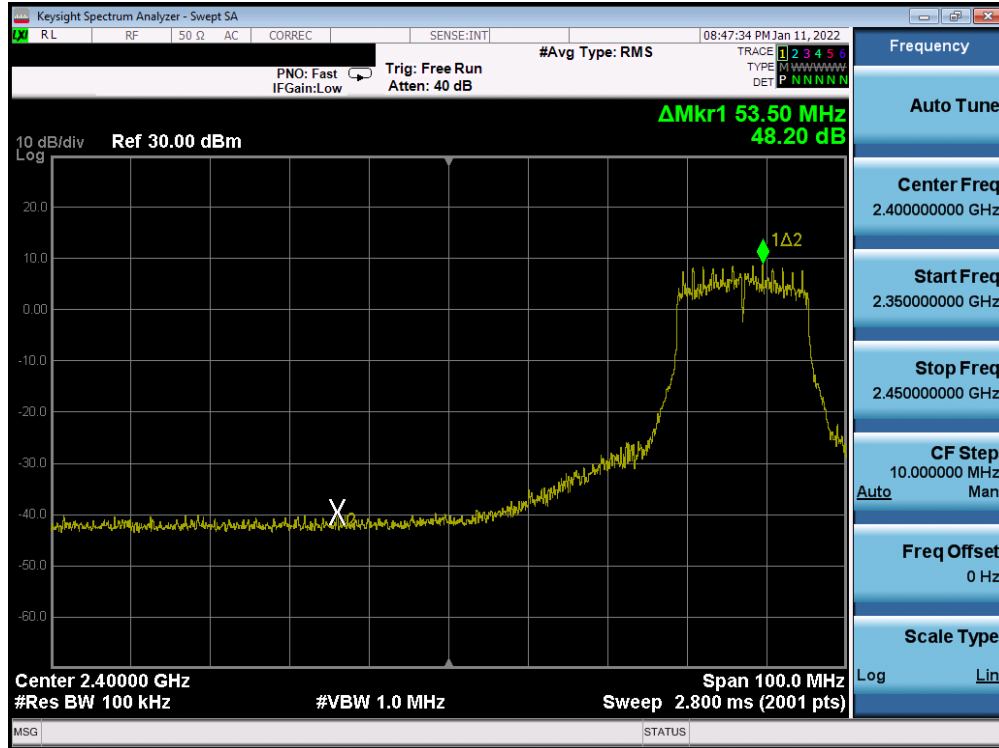 Keysight Spectrum Analyzer - Swept SA
LXI RL RF 50 Ω AC CORREC SENSE:INT 08:47:34 PM Jan 11, 2022
#Avg Type: RMS TRACE 1 2 3 4 5 6
PNO: Fast Trig: Free Run TYPE M WWWWW
IFGain:Low Atten: 40 dB DET P N N N N N
ΔMkr1 53.50 MHz
48.20 dB
10 dB/div Ref 30.00 dBm
Log
20.0
1Δ2
10.0
0.00
-10.0
-20.0
-30.0
-40.0
X2
-50.0
-60.0
Center 2.40000 GHz Span 100.0 MHz
#Res BW 100 kHz #VBW 1.0 MHz Sweep 2.800 ms (2001 pts)
MSG STATUS
Frequency
Auto Tune
Center Freq
2.400000000 GHz
Start Freq
2.350000000 GHz
Stop Freq
2.450000000 GHz
CF Step
10.000000 MHz
Auto Man
Freq Offset
0 Hz
Scale Type
Log Lin